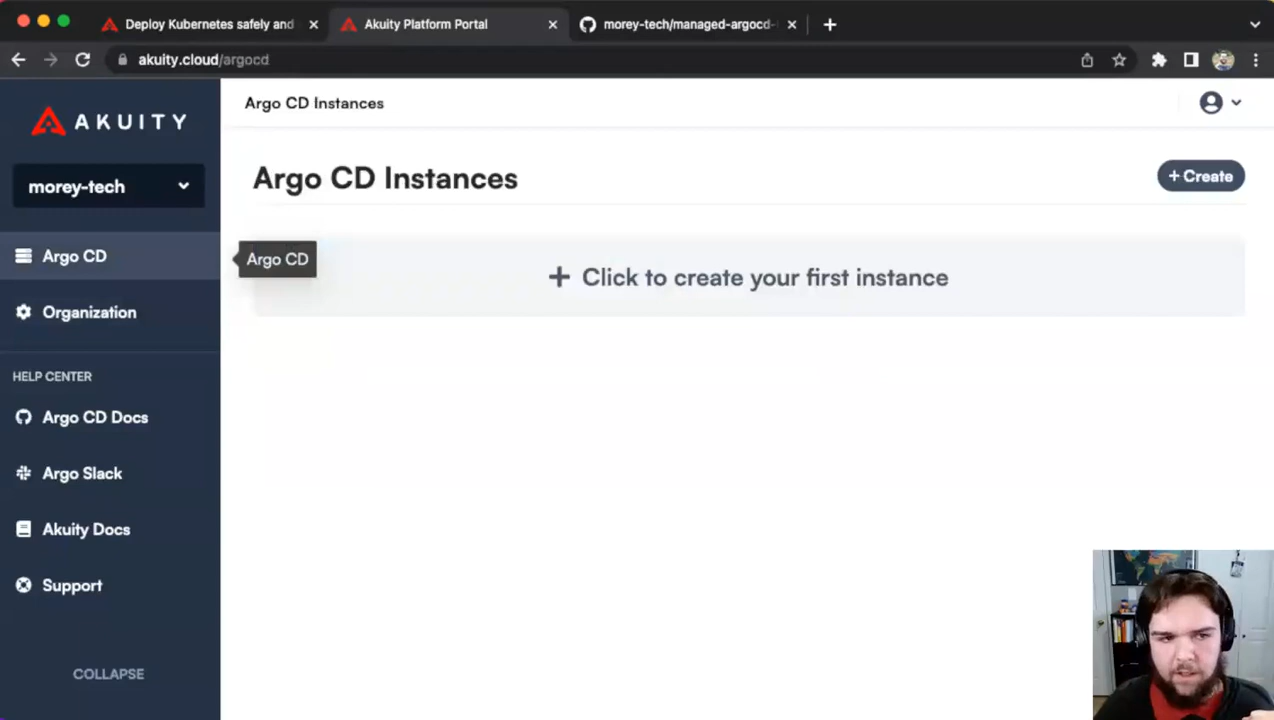 Deploy Kubernetes safely and
Akuity Platform Portal
morey-tech/managed-argocd-
akuity.cloud/argocd
AKUITY
Argo CD Instances
morey-tech
Argo CD Instances
+ Create
Argo CD
Argo CD
+ Click to create your first instance
Organization
HELP CENTER
Argo CD Docs
Argo Slack
Akuity Docs
Support
COLLAPSE